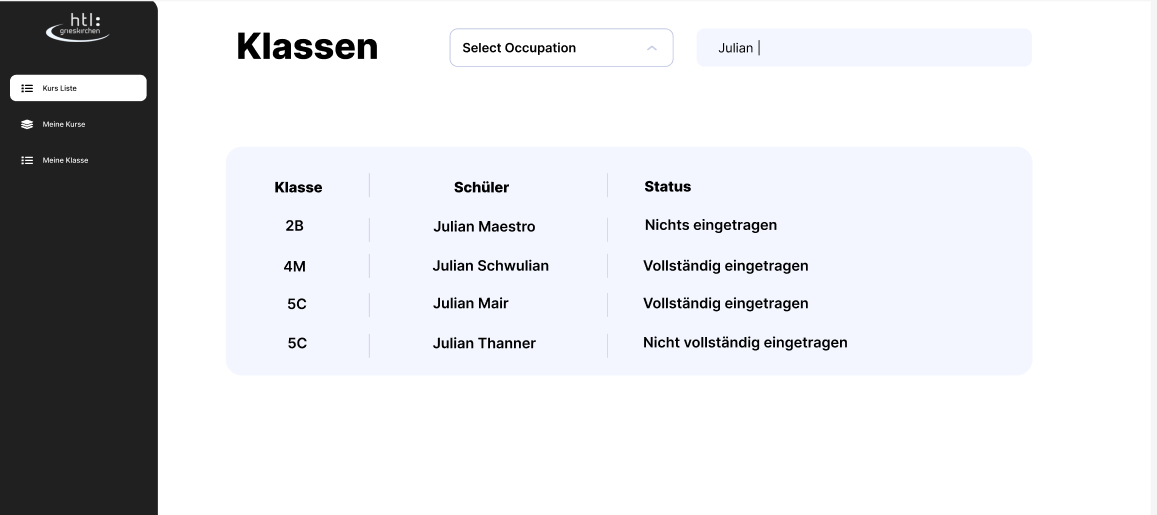 htl:
grieskirchen
Kurs Liste
Meine Kurse
Meine Klasse
Klassen
Select Occupation
Julian |
Klasse Schüler Status
2B Julian Maestro Nichts eingetragen
4M Julian Schwulian Vollständig eingetragen
5C Julian Mair Vollständig eingetragen
5C Julian Thanner Nicht vollständig eingetragen